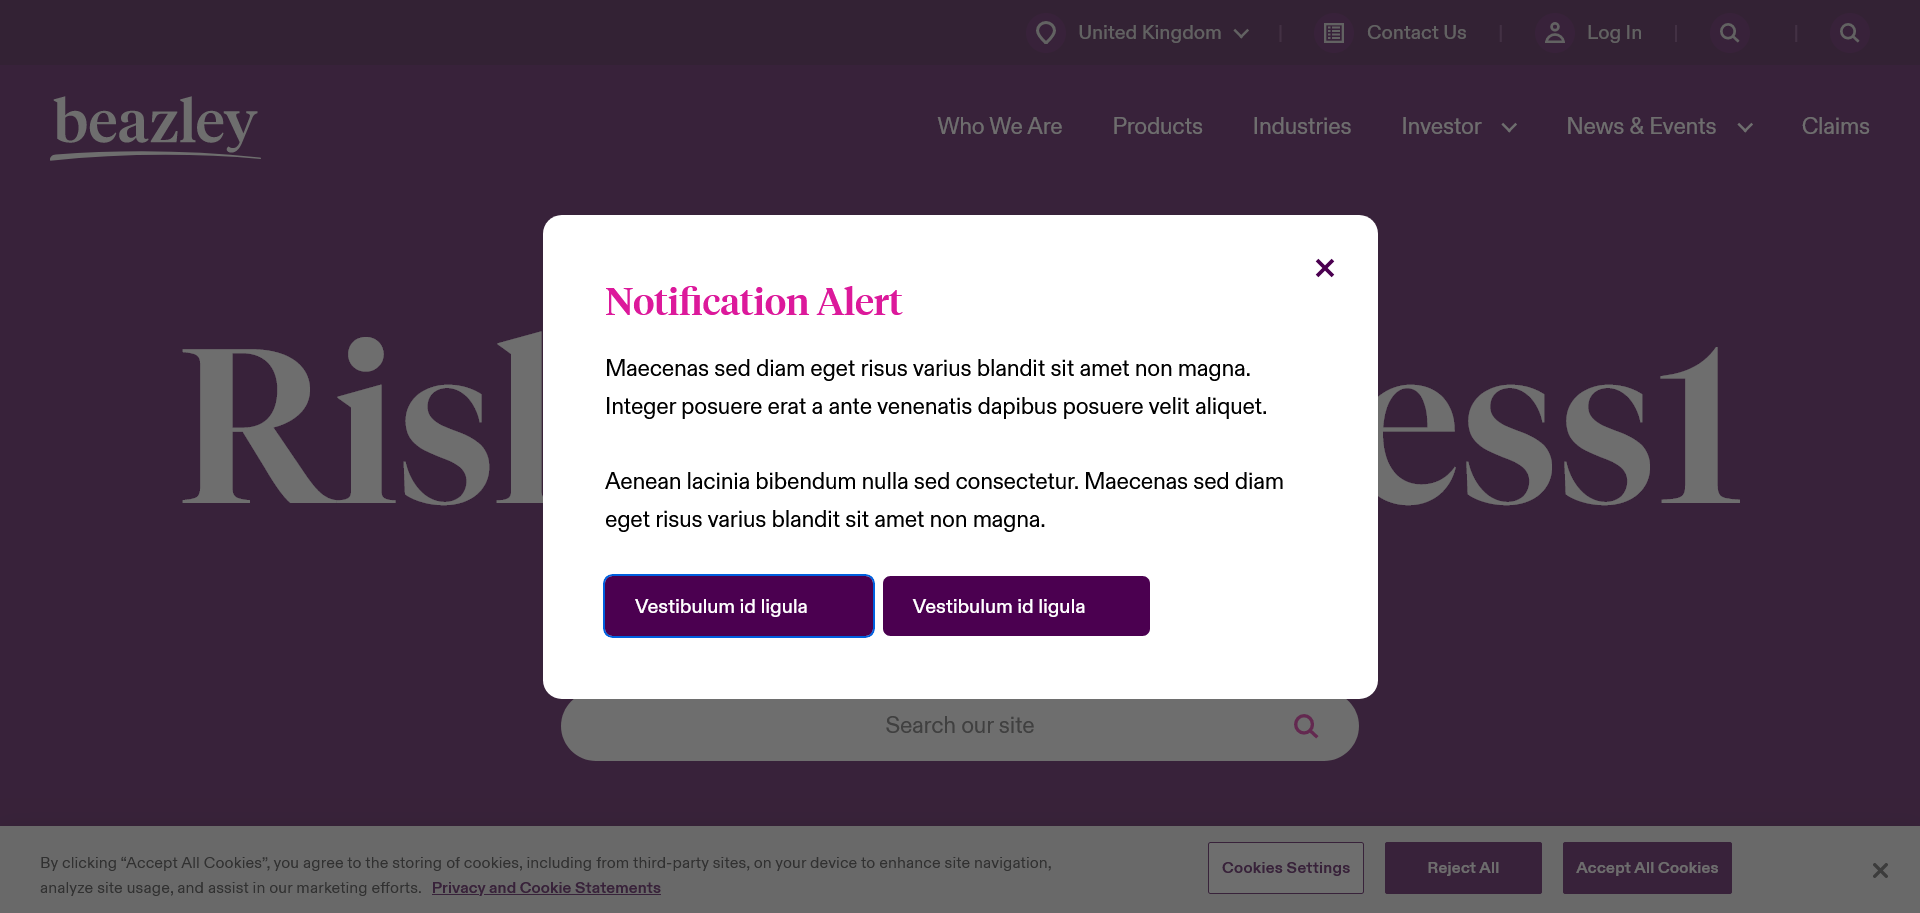 United Kingdom
Contact Us
Log In
beazley
Who We Are
Products
Industries
Investor
News & Events
Claims
Notification Alert
Maecenas sed diam eget risus varius blandit sit amet non magna.
Integer posuere erat a ante venenatis dapibus posuere velit aliquet.
Aenean lacinia bibendum nulla sed consectetur. Maecenas sed diam
eget risus varius blandit sit amet non magna.
Vestibulum id ligula
Vestibulum id ligula
Search our site
By clicking “Accept All Cookies”, you agree to the storing of cookies, including from third-party sites, on your device to enhance site navigation,
analyze site usage, and assist in our marketing efforts. Privacy and Cookie Statements
Cookies Settings
Reject All
Accept All Cookies